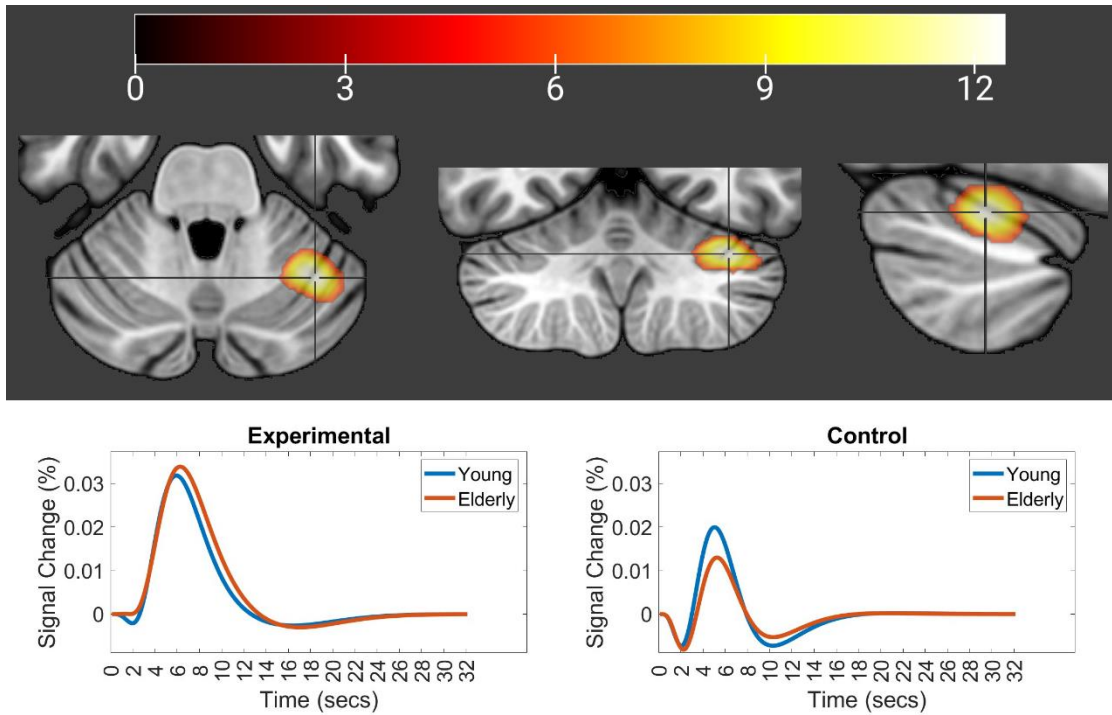 0 3 6 9 12
Experimental
Signal Change (%)
0.03
0.02
0.01
0
Young
Elderly
0 2 4 6 8 10 12 14 16 18 20 22 24 26 28 30 32
Time (secs)
Control
Signal Change (%)
0.03
0.02
0.01
0
Young
Elderly
0 2 4 6 8 10 12 14 16 18 20 22 24 26 28 30 32
Time (secs)